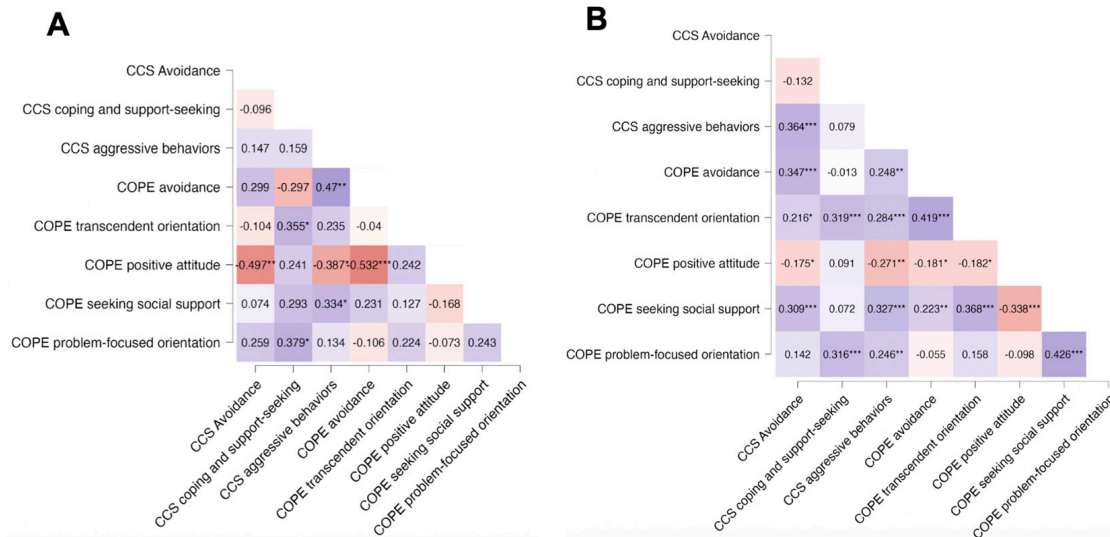 A
CCS Avoidance
CCS coping and support-seeking
-0.096
CCS aggressive behaviors
0.147 0.159
COPE avoidance
0.299 -0.297 0.47**
COPE transcendent orientation
-0.104 0.355* 0.235 -0.04
COPE positive attitude
-0.497** 0.241 -0.387* -0.532*** 0.242
COPE seeking social support
0.074 0.293 0.334* 0.231 0.127 -0.168
COPE problem-focused orientation
0.259 0.379* 0.134 -0.106 0.224 -0.073 0.243
CCS Avoidance
CCS coping and support-seeking
CCS aggressive behaviors
COPE avoidance
COPE transcendent orientation
COPE positive attitude
COPE seeking social support
COPE problem-focused orientation
B
CCS Avoidance
CCS coping and support-seeking
-0.132
CCS aggressive behaviors
0.364*** 0.079
COPE avoidance
0.347*** -0.013 0.248**
COPE transcendent orientation
0.216* 0.319*** 0.284*** 0.419***
COPE positive attitude
-0.175* 0.091 -0.271** -0.181* -0.182*
COPE seeking social support
0.309*** 0.072 0.327*** 0.223** 0.368*** -0.338***
COPE problem-focused orientation
0.142 0.316*** 0.246** -0.055 0.158 -0.098 0.426***
CCS Avoidance
CCS coping and support-seeking
CCS aggressive behaviors
COPE avoidance
COPE transcendent orientation
COPE positive attitude
COPE seeking social support
COPE problem-focused orientation